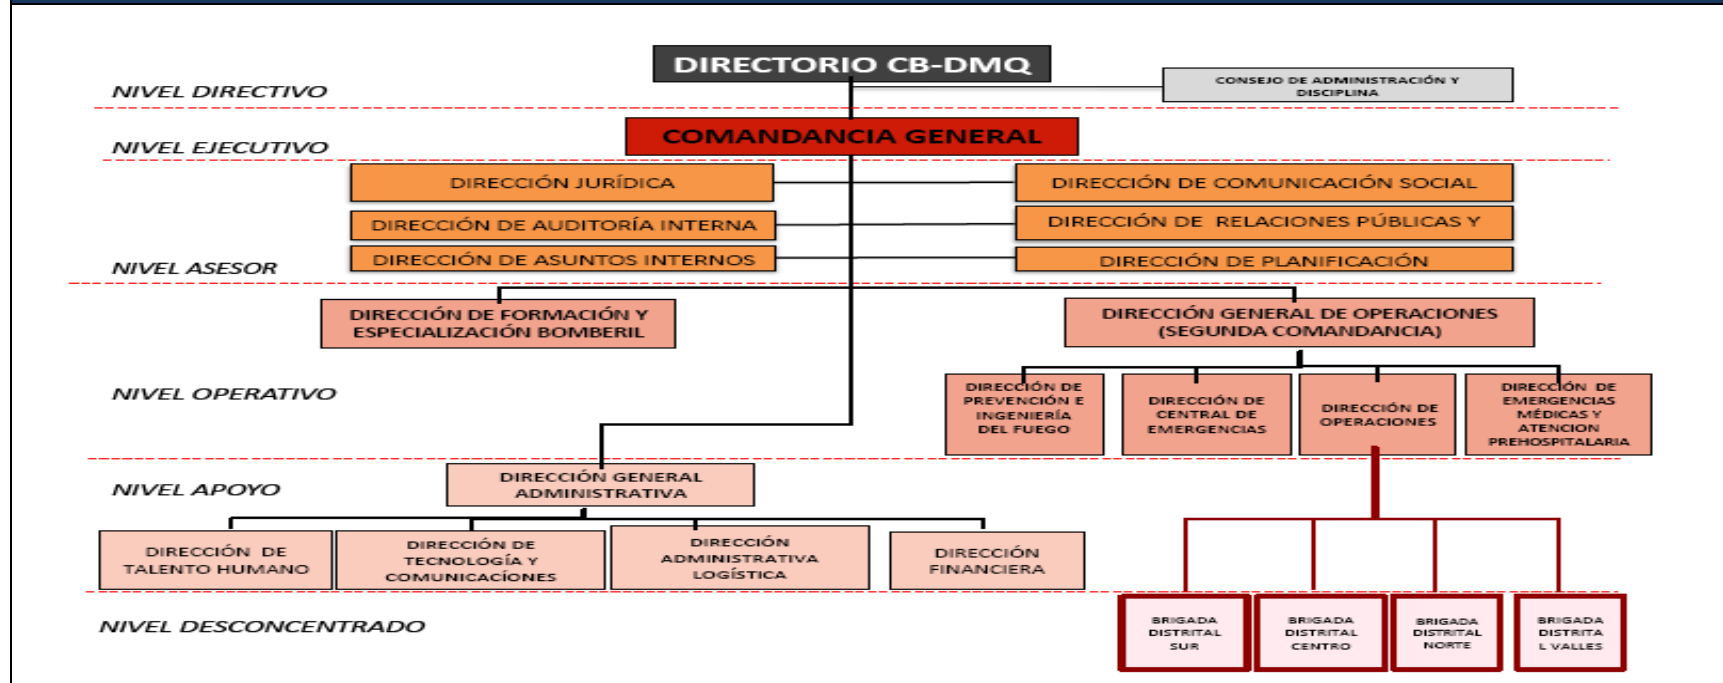 DIRECTORIO CB-DMQ
CONSEJO DE ADMINISTRACIÓN Y
DISCIPLINA
NIVEL DIRECTIVO
COMANDANCIA GENERAL
NIVEL EJECUTIVO
DIRECCIÓN JURÍDICA
DIRECCIÓN DE COMUNICACIÓN SOCIAL
DIRECCIÓN DE AUDITORÍA INTERNA
DIRECCIÓN DE RELACIONES PÚBLICAS Y
DIRECCIÓN DE ASUNTOS INTERNOS
DIRECCIÓN DE PLANIFICACIÓN
NIVEL ASESOR
DIRECCIÓN DE FORMACIÓN Y
ESPECIALIZACIÓN BOMBERIL
DIRECCIÓN GENERAL DE OPERACIONES
(SEGUNDA COMANDANCIA)
NIVEL OPERATIVO
DIRECCIÓN DE
PREVENCIÓN E
INGENIERÍA
DEL FUEGO
DIRECCIÓN DE
CENTRAL DE
EMERGENCIAS
DIRECCIÓN DE
OPERACIONES
DIRECCIÓN DE
EMERGENCIAS
MÉDICAS Y
ATENCION
PREHOSPITALARIA
NIVEL APOYO
DIRECCIÓN GENERAL
ADMINISTRATIVA
DIRECCIÓN DE
TALENTO HUMANO
DIRECCIÓN DE
TECNOLOGÍA Y
COMUNICACÍONES
DIRECCIÓN
ADMINISTRATIVA
LOGÍSTICA
DIRECCIÓN
FINANCIERA
NIVEL DESCONCENTRADO
BRIGADA
DISTRITAL
SUR
BRIGADA
DISTRITAL
CENTRO
BRIGADA
DISTRITAL
NORTE
BRIGADA
DISTRITA
L VALLES